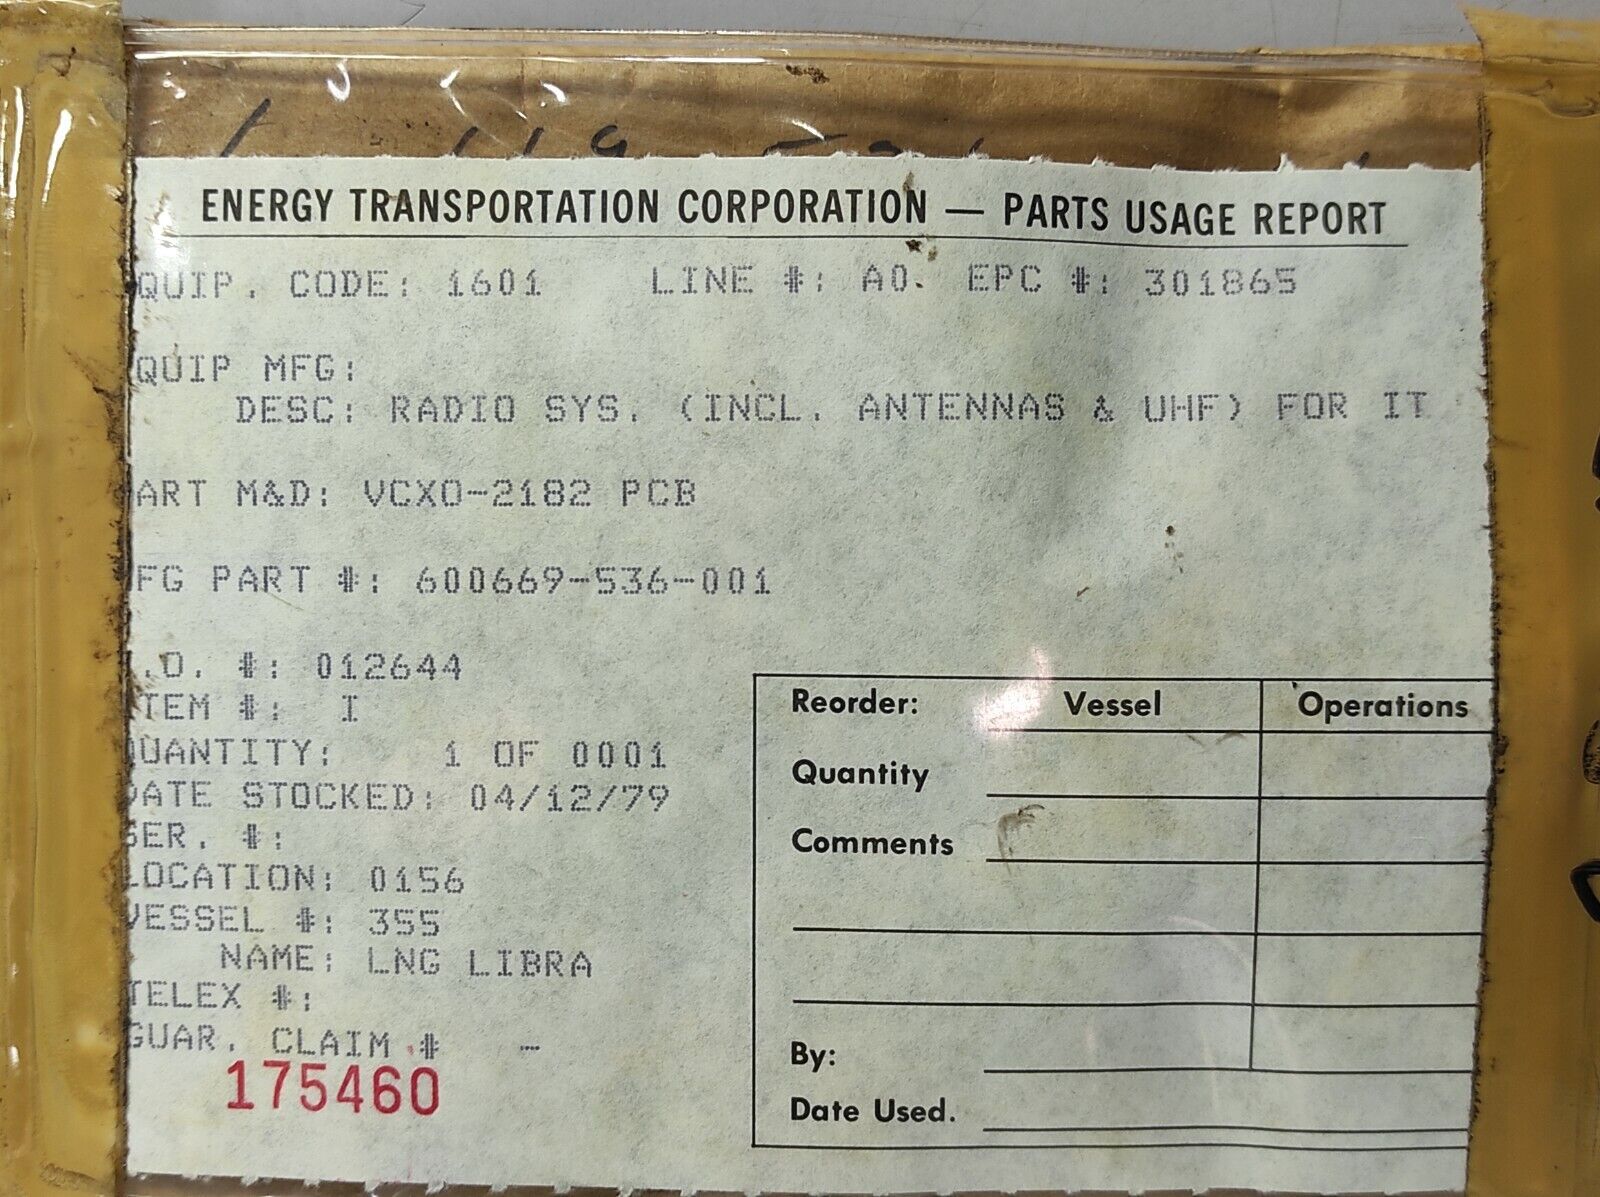 ENERGY TRANSPORTATION CORPORATION — PARTS USAGE REPORT
QUIP. CODE: 1601 LINE #: A0. EPC #: 301865
QUIP MFG:
DESC: RADIO SYS. (INCL. ANTENNAS & UHF) FOR IT
ART M&D: VCXO-2182 PCB
FG PART #: 600669-536-001
.O. #: 012644
TEM #: I
QUANTITY: 1 OF 0001
DATE STOCKED: 04/12/79
SER. #:
LOCATION: 0156
VESSEL #: 355
NAME: LNG LIBRA
TELEX #:
GUAR. CLAIM # -
175460
Reorder: Vessel Operations
Quantity
Comments
By:
Date Used.